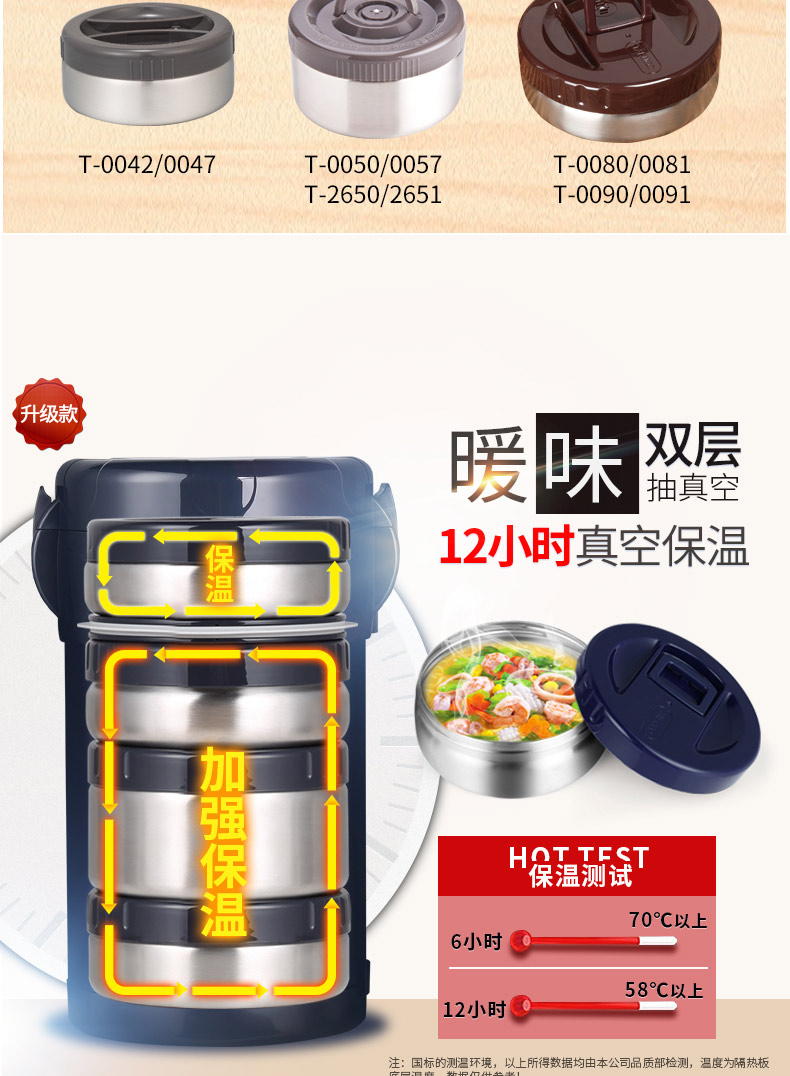 T-0042/0047
T-0050/0057
T-2650/2651
T-0080/0081
T-0090/0091
升级款
暖味 双层
抽真空
12小时真空保温
保温
加强保温
HOT TEST
保温测试
6小时 70℃以上
12小时 58℃以上
注：国标的测温环境，以上所得数据均由本公司品质部检测，温度为隔热板